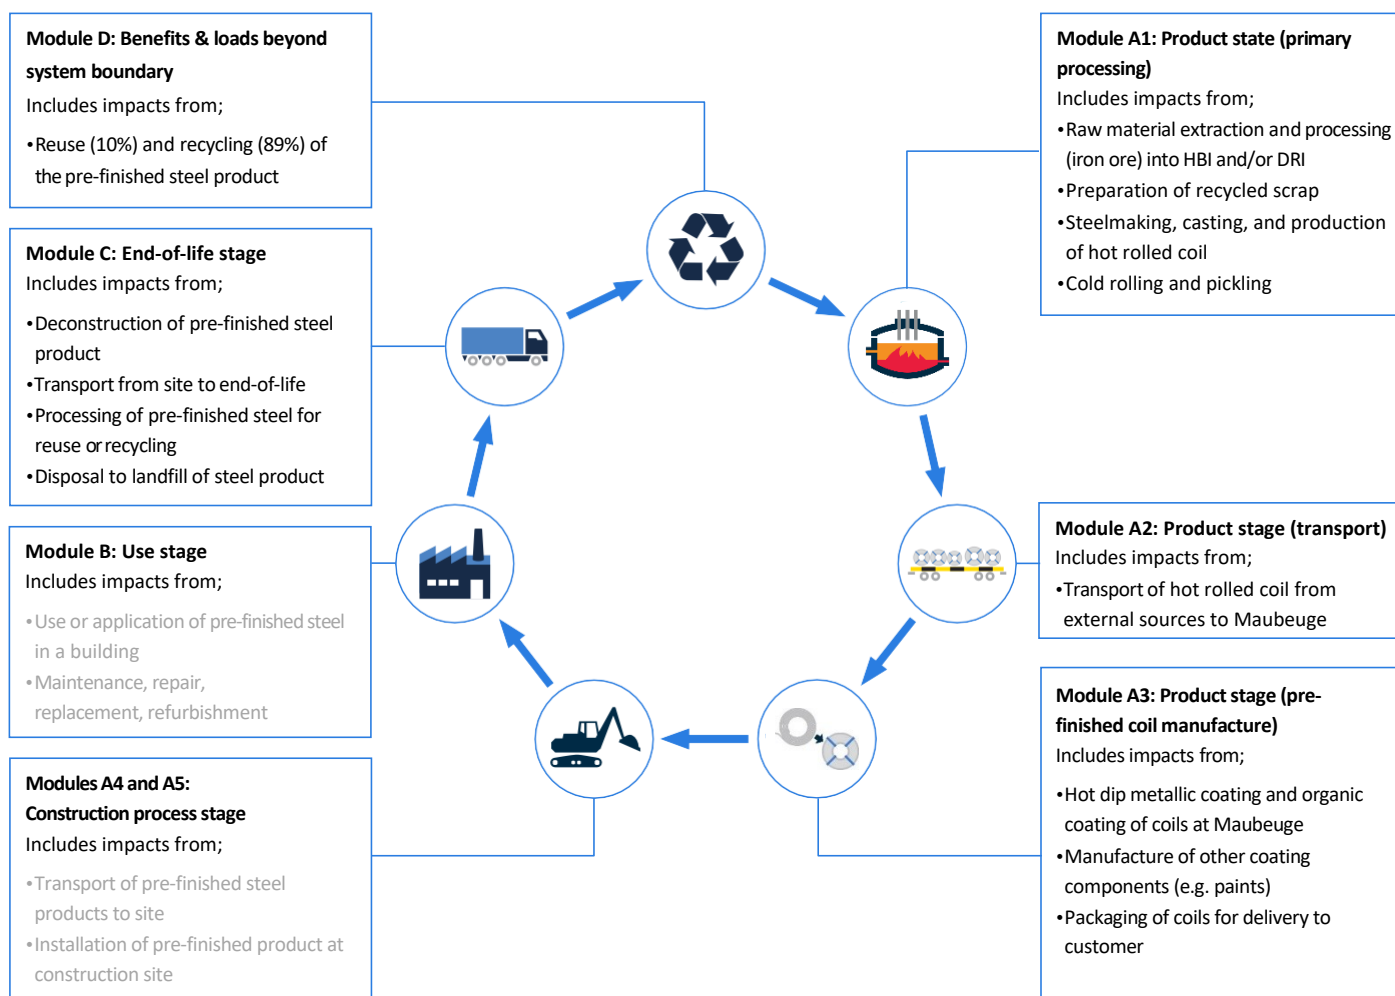 Module D: Benefits & loads beyond
system boundary
Includes impacts from;
•Reuse (10%) and recycling (89%) of
the pre-finished steel product
Module C: End-of-life stage
Includes impacts from;
•Deconstruction of pre-finished steel
product
•Transport from site to end-of-life
•Processing of pre-finished steel for
reuse or recycling
•Disposal to landfill of steel product
Module B: Use stage
Includes impacts from;
•Use or application of pre-finished steel
in a building
•Maintenance, repair,
replacement, refurbishment
Modules A4 and A5:
Construction process stage
Includes impacts from;
•Transport of pre-finished steel
products to site
•Installation of pre-finished product at
construction site
Module A1: Product state (primary
processing)
Includes impacts from;
•Raw material extraction and processing
(iron ore) into HBI and/or DRI
•Preparation of recycled scrap
•Steelmaking, casting, and production
of hot rolled coil
•Cold rolling and pickling
Module A2: Product stage (transport)
Includes impacts from;
•Transport of hot rolled coil from
external sources to Maubeuge
Module A3: Product stage (pre-
finished coil manufacture)
Includes impacts from;
•Hot dip metallic coating and organic
coating of coils at Maubeuge
•Manufacture of other coating
components (e.g. paints)
•Packaging of coils for delivery to
customer